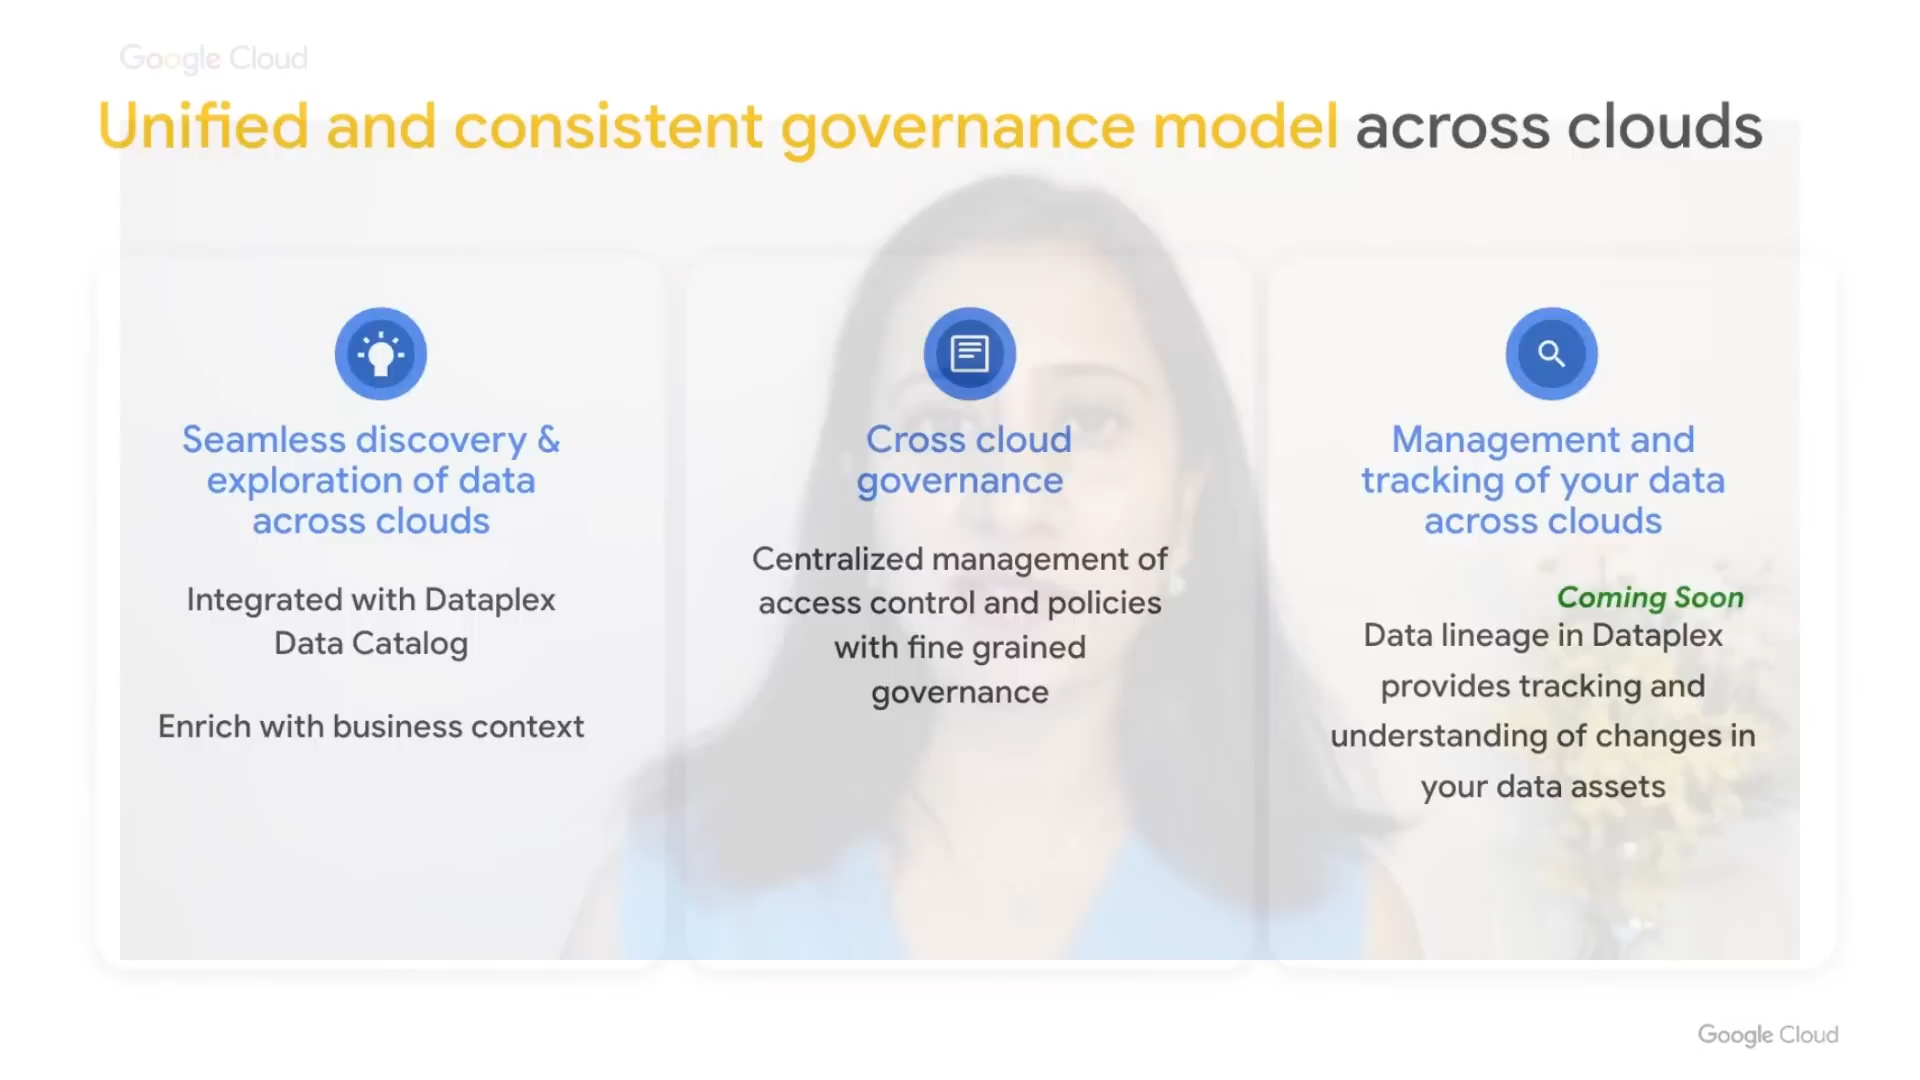 Google Cloud
Unified and consistent governance model across clouds
Seamless discovery &
exploration of data
across clouds
Integrated with Dataplex
Data Catalog
Enrich with business context
Cross cloud
governance
Centralized management of
access control and policies
with fine grained
governance
Management and
tracking of your data
across clouds
Coming Soon
Data lineage in Dataplex
provides tracking and
understanding of changes in
your data assets
Google Cloud